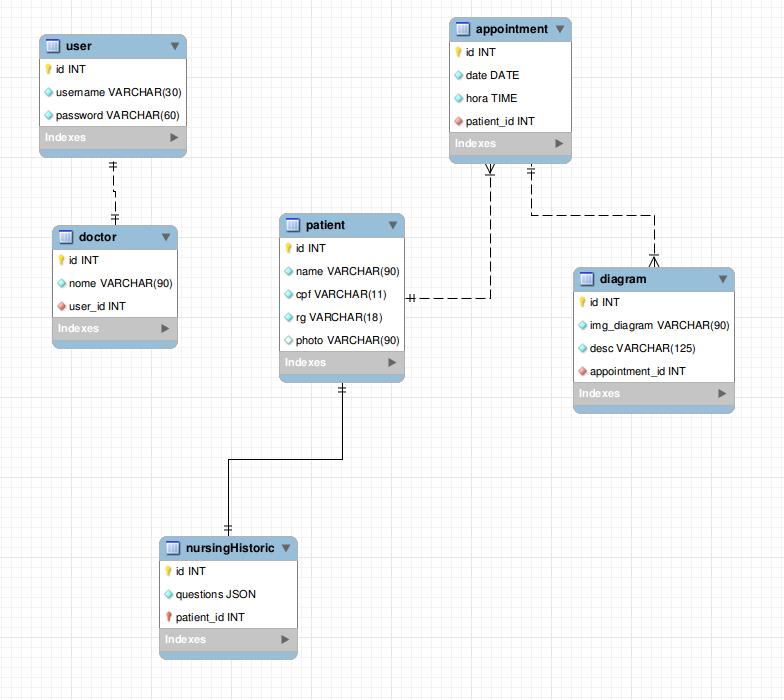 user
id INT
username VARCHAR(30)
password VARCHAR(60)
Indexes
appointment
id INT
date DATE
hora TIME
patient_id INT
Indexes
doctor
id INT
nome VARCHAR(90)
user_id INT
Indexes
patient
id INT
name VARCHAR(90)
cpf VARCHAR(11)
rg VARCHAR(18)
photo VARCHAR(90)
Indexes
diagram
id INT
img_diagram VARCHAR(90)
desc VARCHAR(125)
appointment_id INT
Indexes
nursingHistoric
id INT
questions JSON
patient_id INT
Indexes